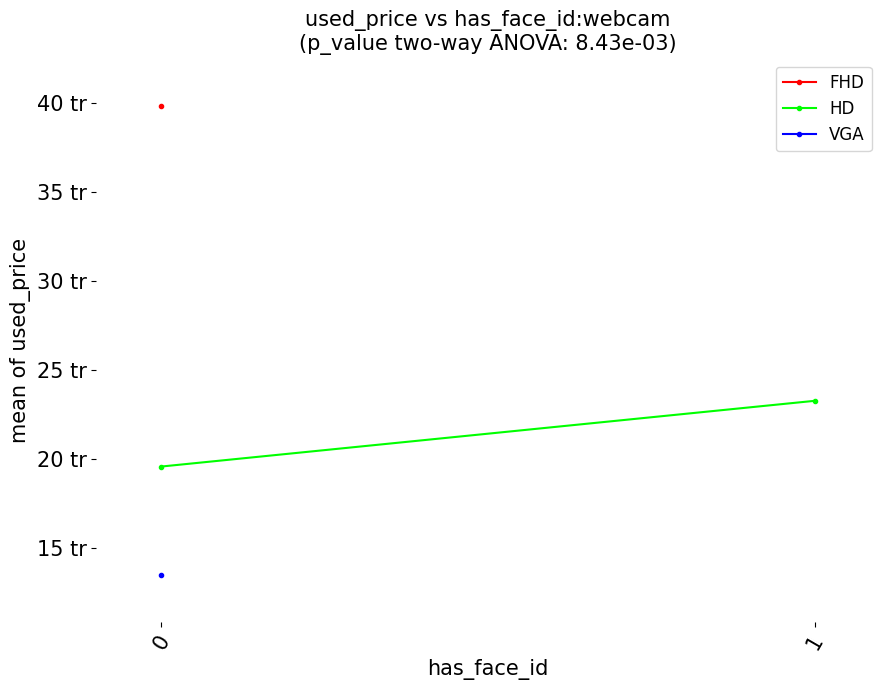 used_price vs has_face_id:webcam
(p_value two-way ANOVA: 8.43e-03)
FHD
HD
VGA
40 tr
35 tr
30 tr
25 tr
20 tr
15 tr
mean of used_price
0
1
has_face_id